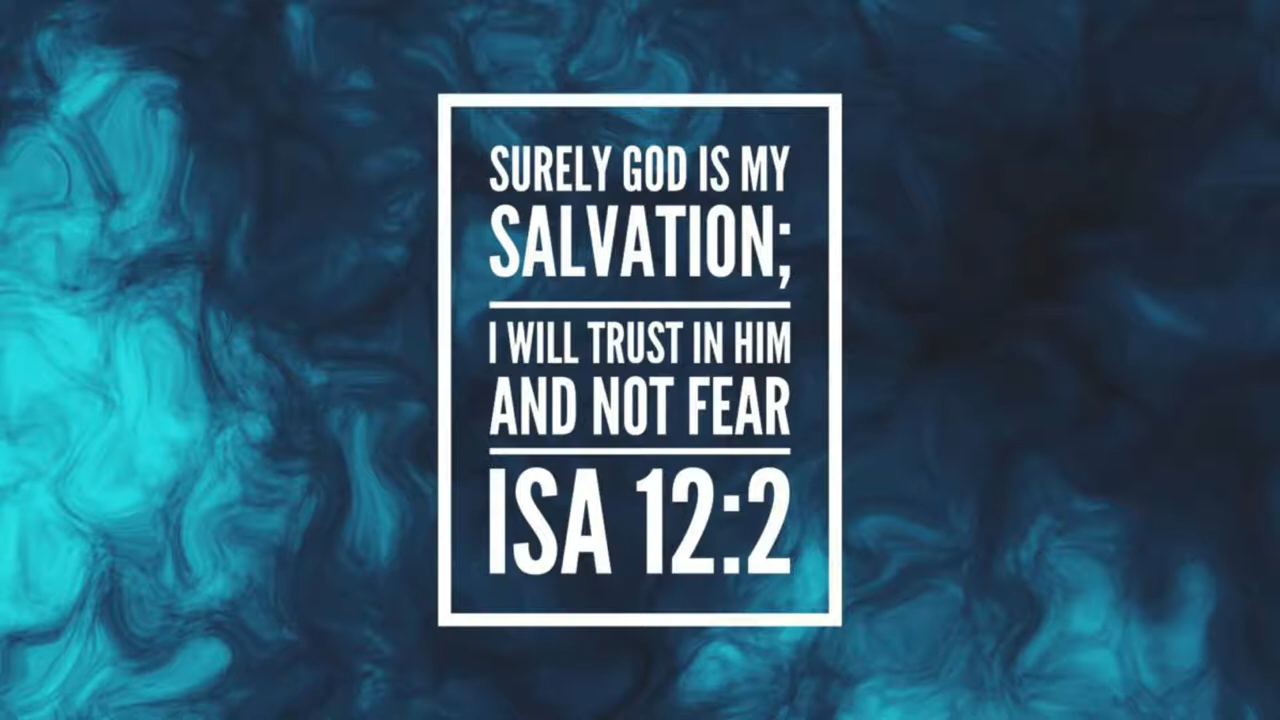 SURELY GOD IS MY
SALVATION;
I WILL TRUST IN HIM
AND NOT FEAR
ISA 12:2